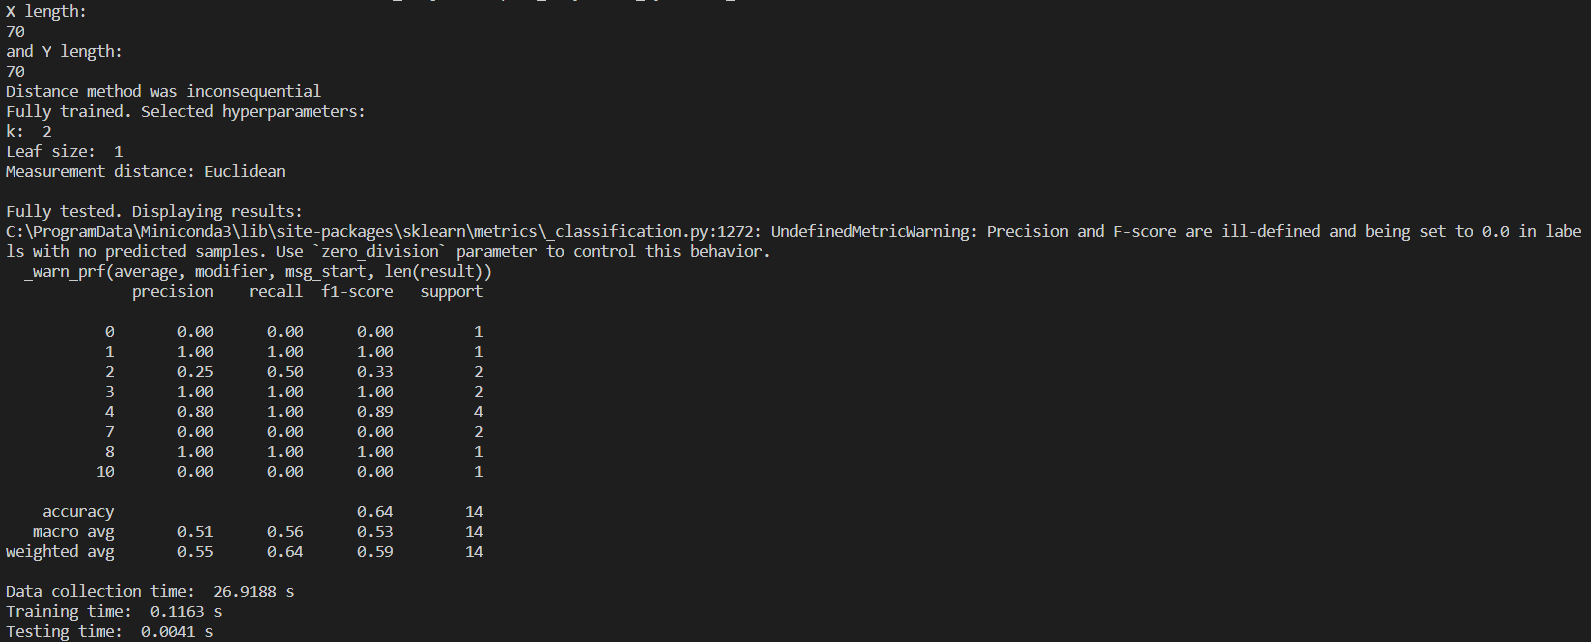 X length:
70
and Y length:
70
Distance method was inconsequential
Fully trained. Selected hyperparameters:
k:  2
Leaf size:  1
Measurement distance: Euclidean
Fully tested. Displaying results:
C:\ProgramData\Miniconda3\lib\site-packages\sklearn\metrics\_classification.py:1272: UndefinedMetricWarning: Precision and F-score are ill-defined and being set to 0.0 in labe
ls with no predicted samples. Use `zero_division` parameter to control this behavior.
  _warn_prf(average, modifier, msg_start, len(result))
              precision    recall  f1-score   support
           0       0.00      0.00      0.00         1
           1       1.00      1.00      1.00         1
           2       0.25      0.50      0.33         2
           3       1.00      1.00      1.00         2
           4       0.80      1.00      0.89         4
           7       0.00      0.00      0.00         2
           8       1.00      1.00      1.00         1
          10       0.00      0.00      0.00         1
    accuracy                           0.64        14
   macro avg       0.51      0.56      0.53        14
weighted avg       0.55      0.64      0.59        14
Data collection time:  26.9188 s
Training time:  0.1163 s
Testing time:  0.0041 s